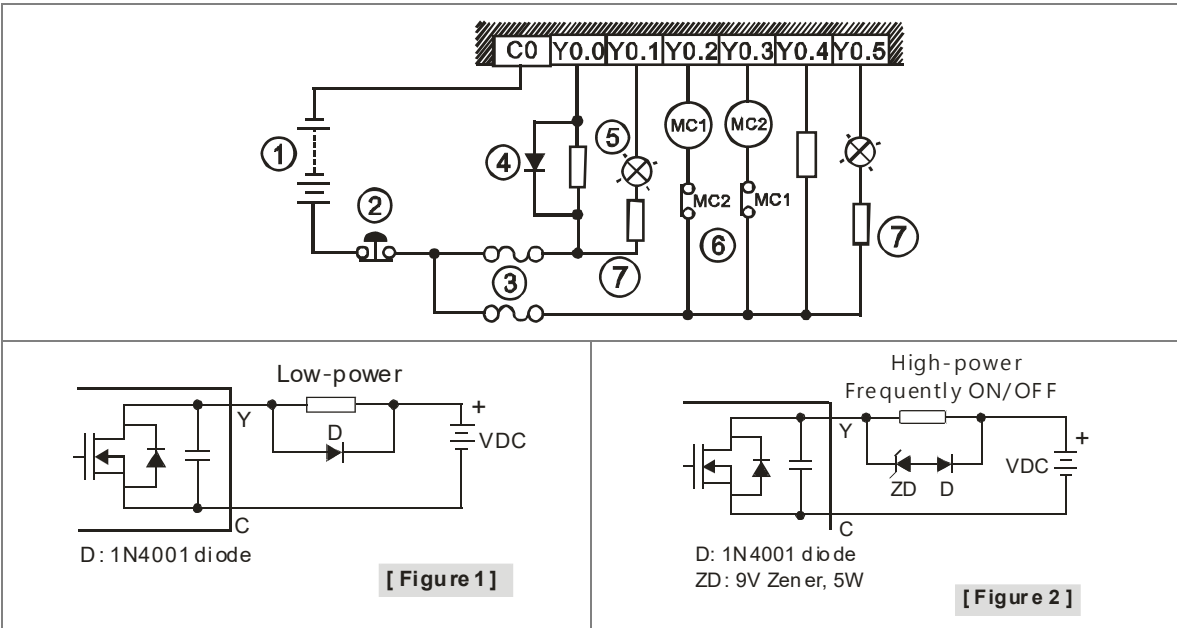 C0 Y0.0 Y0.1 Y0.2 Y0.3 Y0.4 Y0.5
MC1 MC2
① ④ ⑤
MC2 MC1
② ⑥ ⑦
③ ⑦
Low-power
Y
D
+
VDC
C
D: 1N4001 diode
[ Figure 1 ]
High-power
Frequently ON/OFF
Y
ZD D
+
VDC
C
D: 1N4001 diode
ZD: 9V Zener, 5W
[ Figure 2 ]